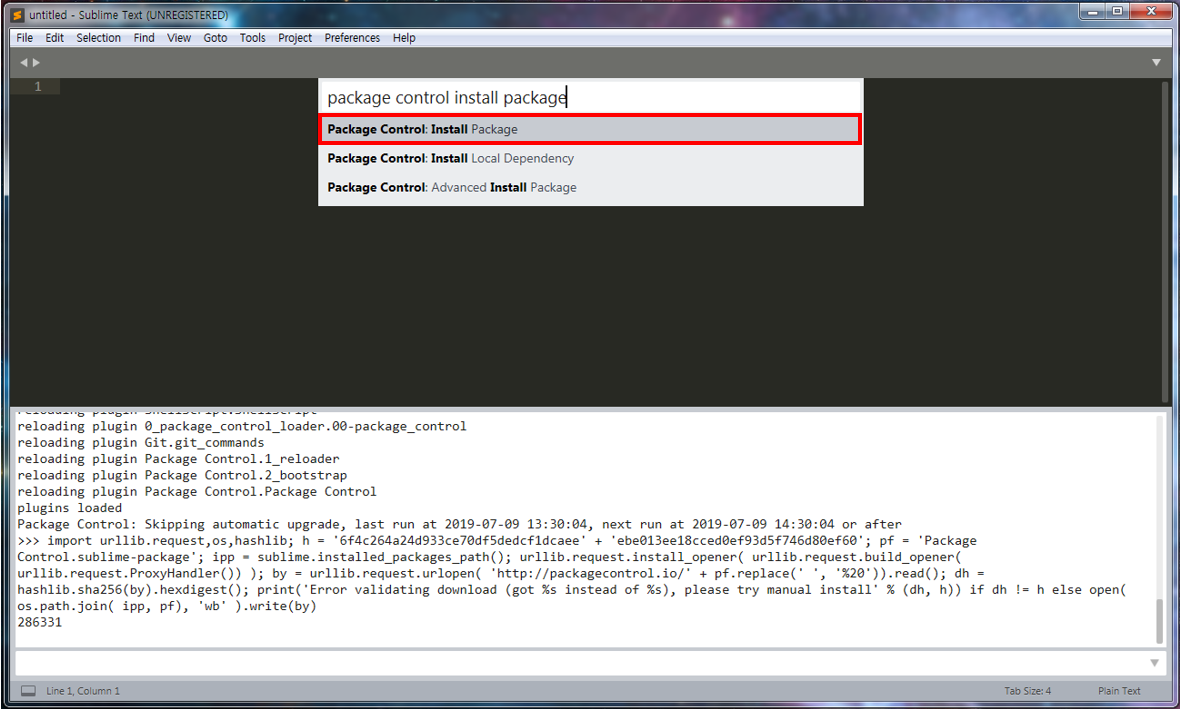 untitled - Sublime Text (UNREGISTERED)
File Edit Selection Find View Goto Tools Project Preferences Help
1
package control install package
Package Control: Install Package
Package Control: Install Local Dependency
Package Control: Advanced Install Package
reloading plugin ShellScript.ShellScript
reloading plugin 0_package_control_loader.00-package_control
reloading plugin Git.git_commands
reloading plugin Package Control.1_reloader
reloading plugin Package Control.2_bootstrap
reloading plugin Package Control.Package Control
plugins loaded
Package Control: Skipping automatic upgrade, last run at 2019-07-09 13:30:04, next run at 2019-07-09 14:30:04 or after
>>> import urllib.request,os,hashlib; h = '6f4c264a24d933ce70df5dedcf1dcaee' + 'ebe013ee18cced0ef93d5f746d80ef60'; pf = 'Package
Control.sublime-package'; ipp = sublime.installed_packages_path(); urllib.request.install_opener( urllib.request.build_opener(
urllib.request.ProxyHandler()) ); by = urllib.request.urlopen( 'http://packagecontrol.io/' + pf.replace(' ', '%20')).read(); dh =
hashlib.sha256(by).hexdigest(); print('Error validating download (got %s instead of %s), please try manual install' % (dh, h)) if dh != h else open(
os.path.join( ipp, pf), 'wb' ).write(by)
286331
Line 1, Column 1
Tab Size: 4
Plain Text